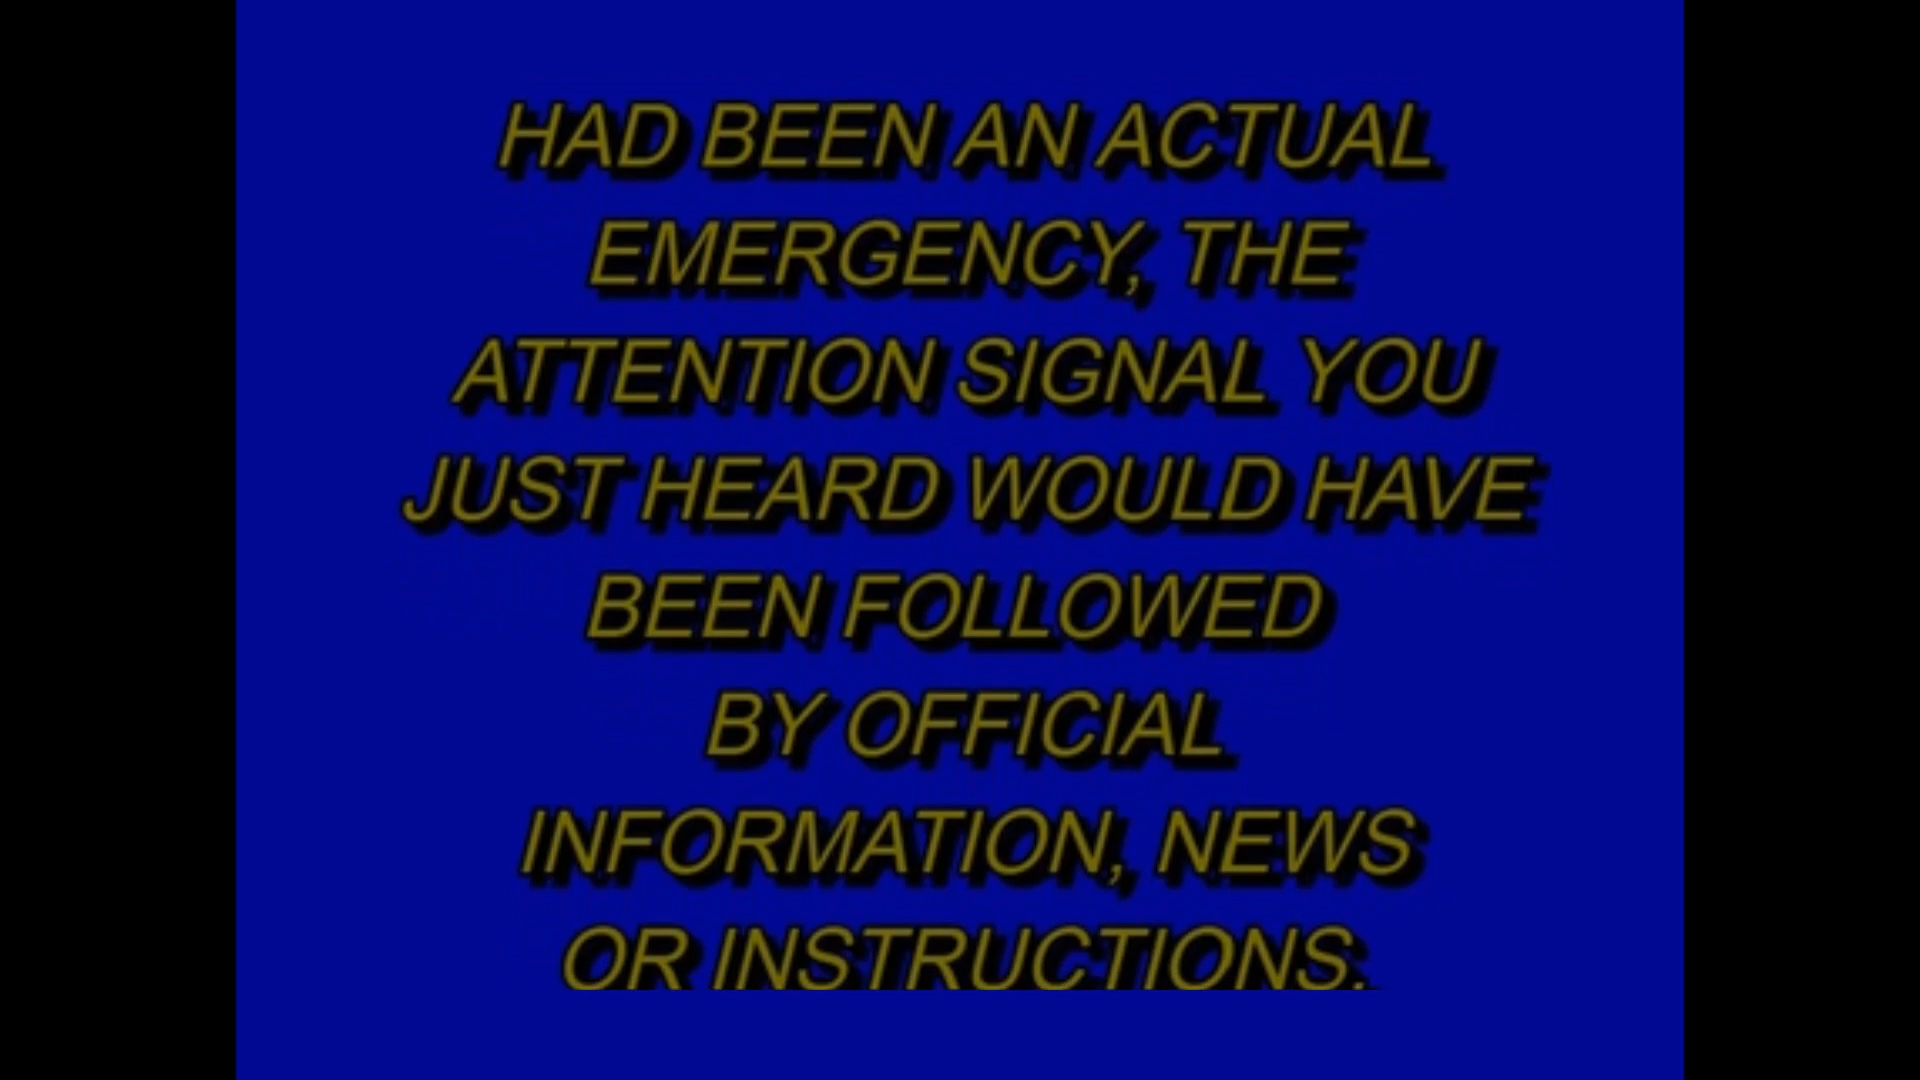 HAD BEEN AN ACTUAL
EMERGENCY, THE
ATTENTION SIGNAL YOU
JUST HEARD WOULD HAVE
BEEN FOLLOWED
BY OFFICIAL
INFORMATION, NEWS
OR INSTRUCTIONS.